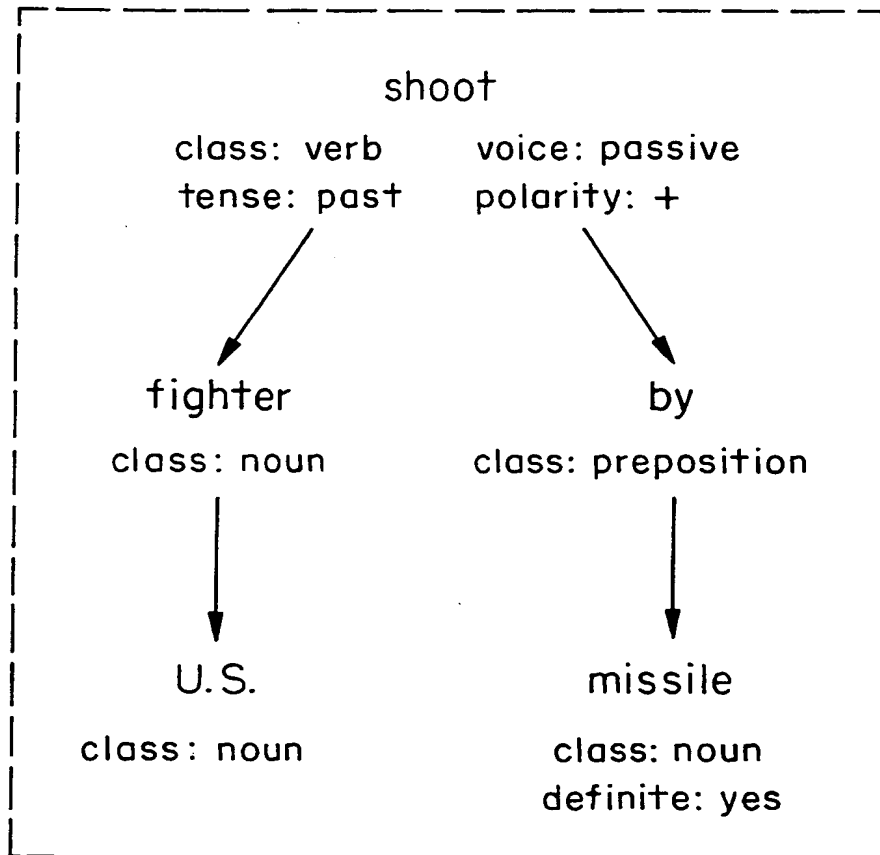 shoot
class: verb voice: passive
tense: past polarity: +
fighter by
class: noun class: preposition
U.S. missile
class: noun class: noun
definite: yes